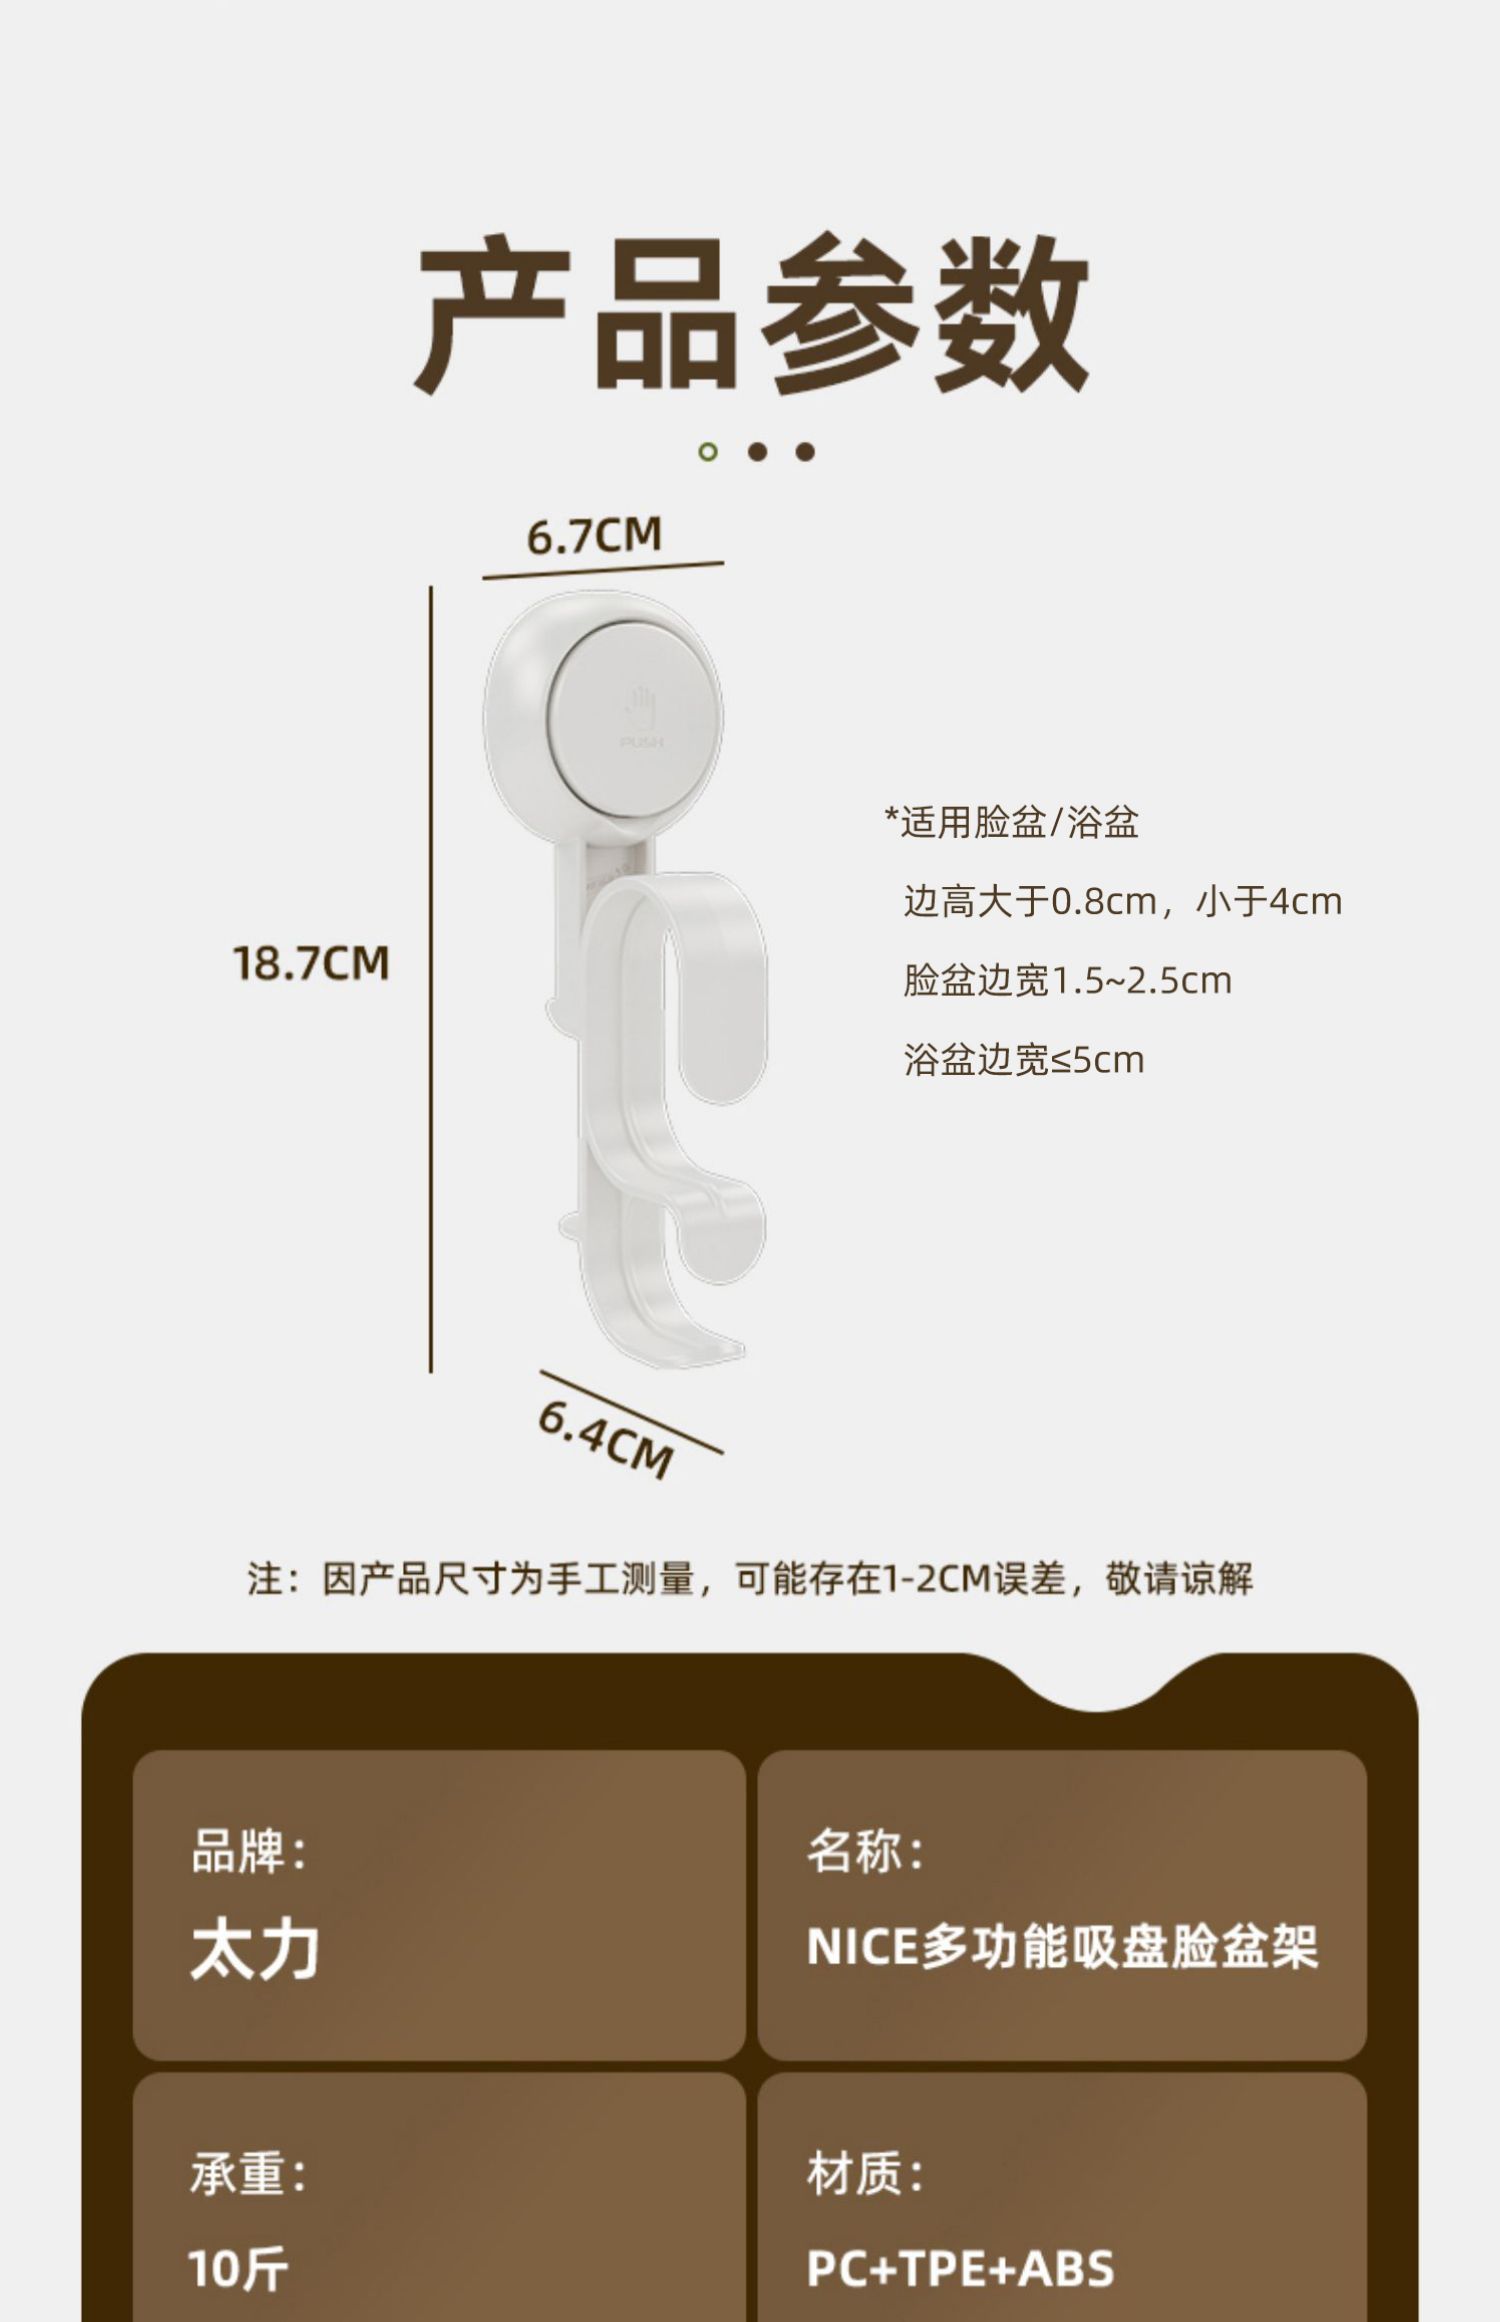 产品参数
6.7CM
PUSH
18.7CM
*适用脸盆/浴盆
边高大于0.8cm，小于4cm
脸盆边宽1.5~2.5cm
浴盆边宽≤5cm
6.4CM
注：因产品尺寸为手工测量，可能存在1-2CM误差，敬请谅解
品牌：
太力
名称：
NICE多功能吸盘脸盆架
承重：
10斤
材质：
PC+TPE+ABS